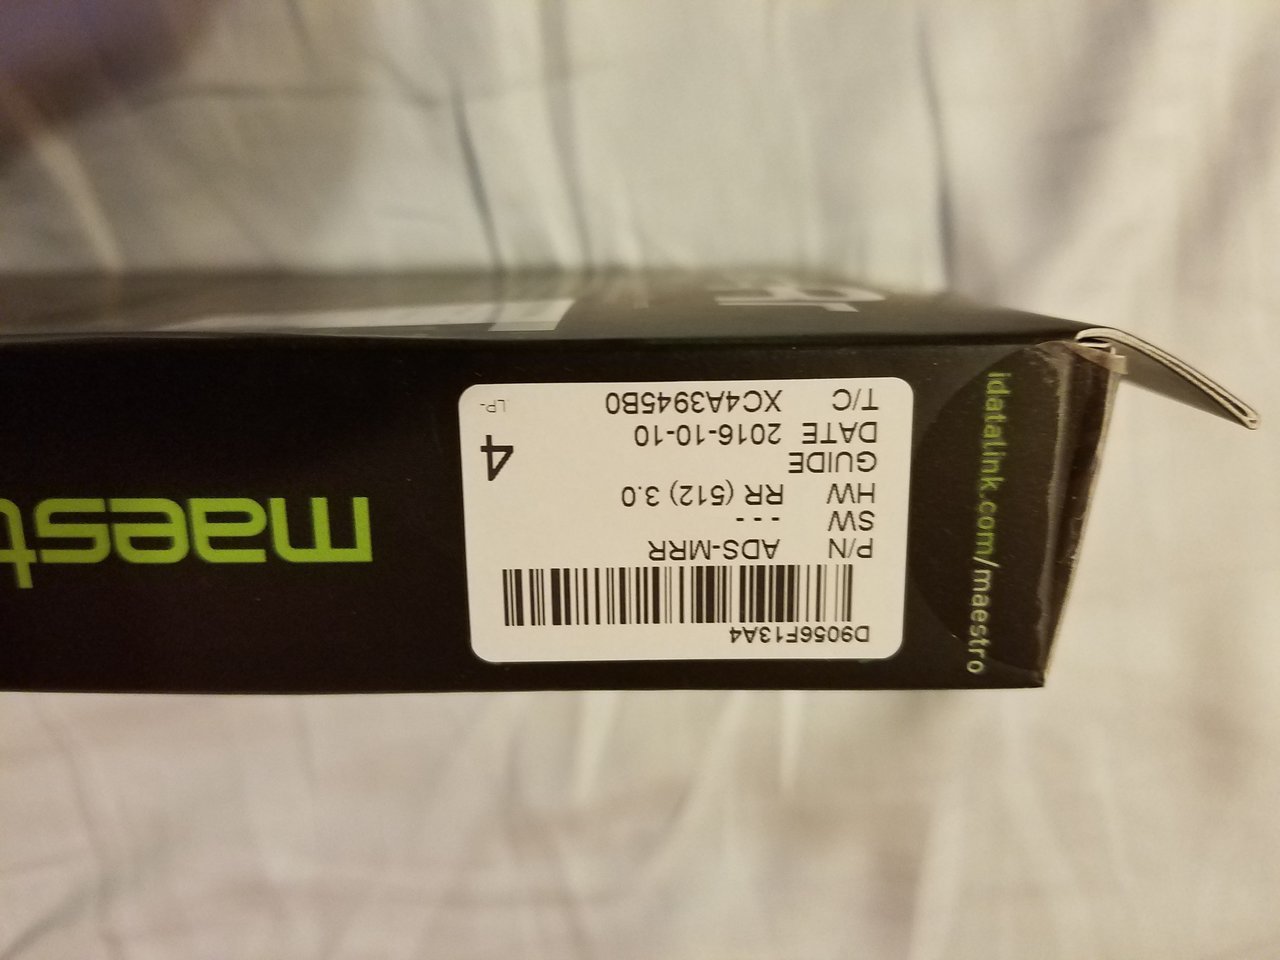 D9056F13A4
P/N ADS-MRR
SW ---
HW RR (512) 3.0
GUIDE
DATE 2016-10-10
T/C XC4A3945B0
4
LP-
maest
idatalink.com/maestro